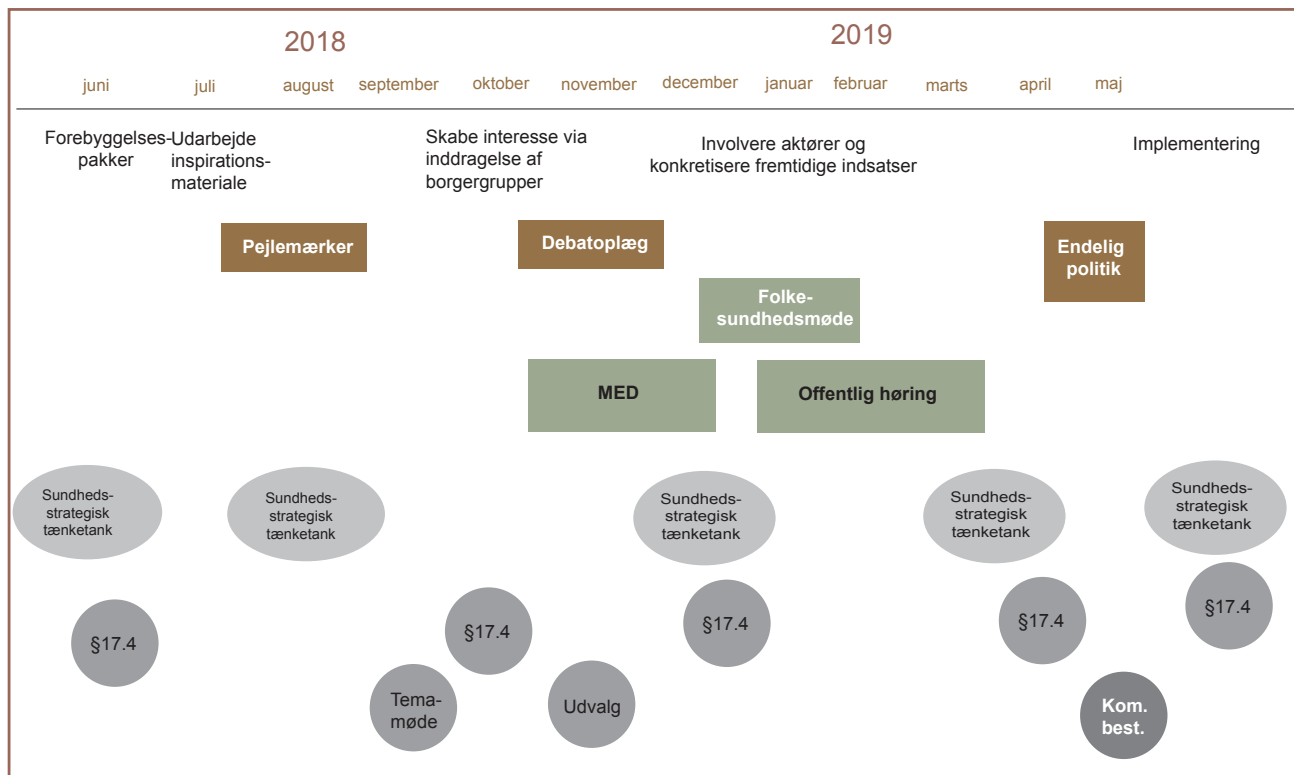 2018
2019
juni
juli
august
september
oktober
november
december
januar
februar
marts
april
maj
Forebyggelses-
pakker
Udarbejde
inspirations-
materiale
Skabe interesse via
inddragelse af
borgergrupper
Involvere aktører og
konkretisere fremtidige indsatser
Implementering
Pejlemærker
Debatoplæg
Endelig
politik
Folke-
sundhedsmøde
MED
Offentlig høring
Sundheds-
strategisk
tænketank
Sundheds-
strategisk
tænketank
Sundheds-
strategisk
tænketank
Sundheds-
strategisk
tænketank
Sundheds-
strategisk
tænketank
§17.4
§17.4
§17.4
§17.4
§17.4
Tema-
møde
Udvalg
Kom.
best.